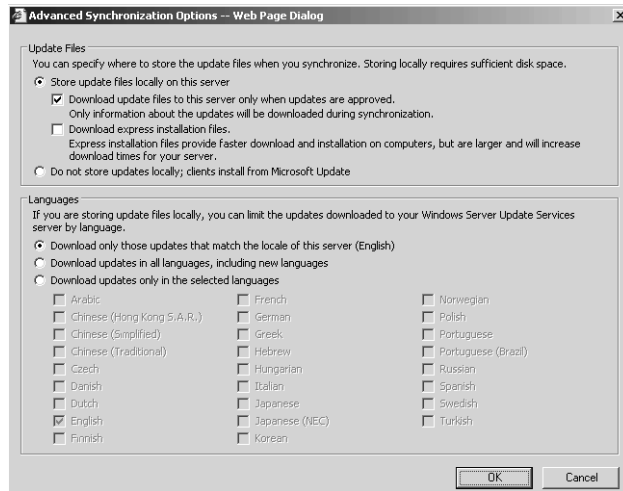 Advanced Synchronization Options -- Web Page Dialog
Update Files
You can specify where to store the update files when you synchronize. Storing locally requires sufficient disk space.
Store update files locally on this server
Download update files to this server only when updates are approved.
Only information about the updates will be downloaded during synchronization.
Download express installation files.
Express installation files provide faster download and installation on computers, but are larger and will increase
download times for your server.
Do not store updates locally; clients install from Microsoft Update
Languages
If you are storing update files locally, you can limit the updates downloaded to your Windows Server Update Services
server by language.
Download only those updates that match the locale of this server (English)
Download updates in all languages, including new languages
Download updates only in the selected languages
Arabic French Norwegian
Chinese (Hong Kong S.A.R.) German Polish
Chinese (Simplified) Greek Portuguese
Chinese (Traditional) Hebrew Portuguese (Brazil)
Czech Hungarian Russian
Danish Italian Spanish
Dutch Japanese Swedish
English Japanese (NEC) Turkish
Finnish Korean
OK Cancel